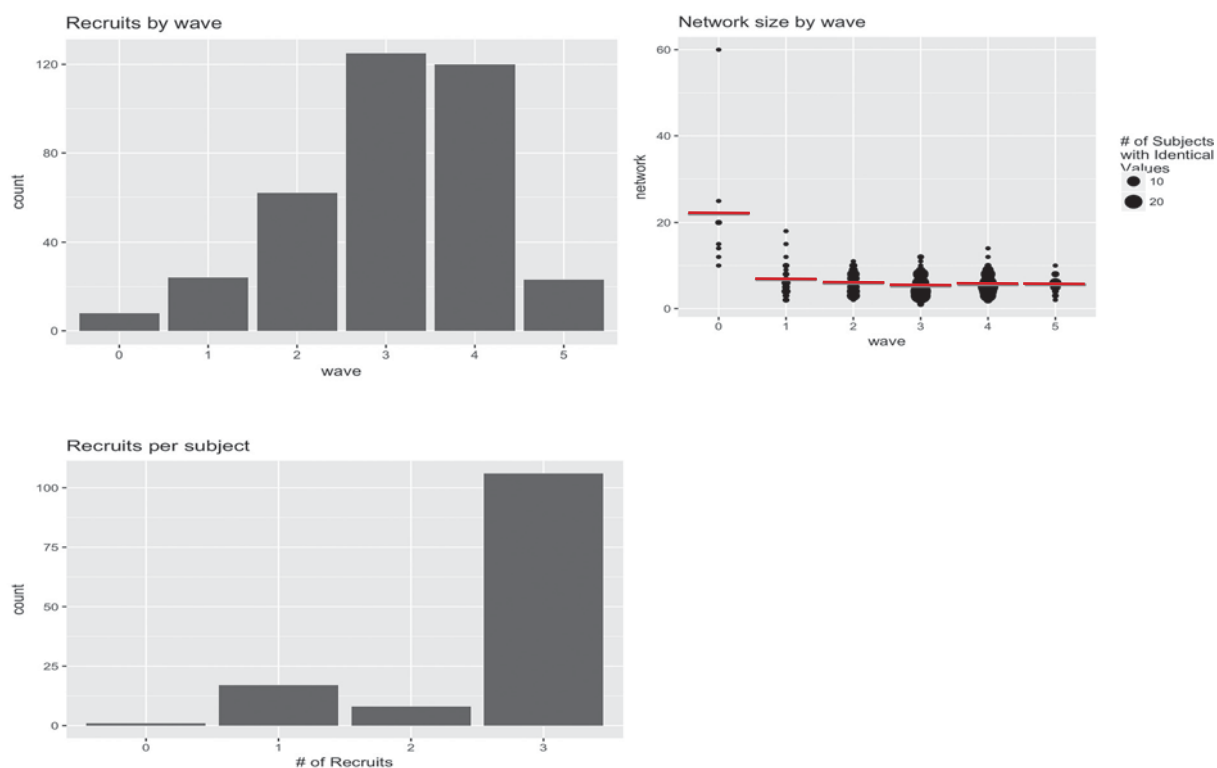 Recruits by wave
120
80
40
0
count
0 1 2 3 4 5
wave
Network size by wave
60
40
20
0
network
0 1 2 3 4 5
wave
# of Subjects
with Identical
Values
10
20
Recruits per subject
100
75
50
25
0
count
0 1 2 3
# of Recruits